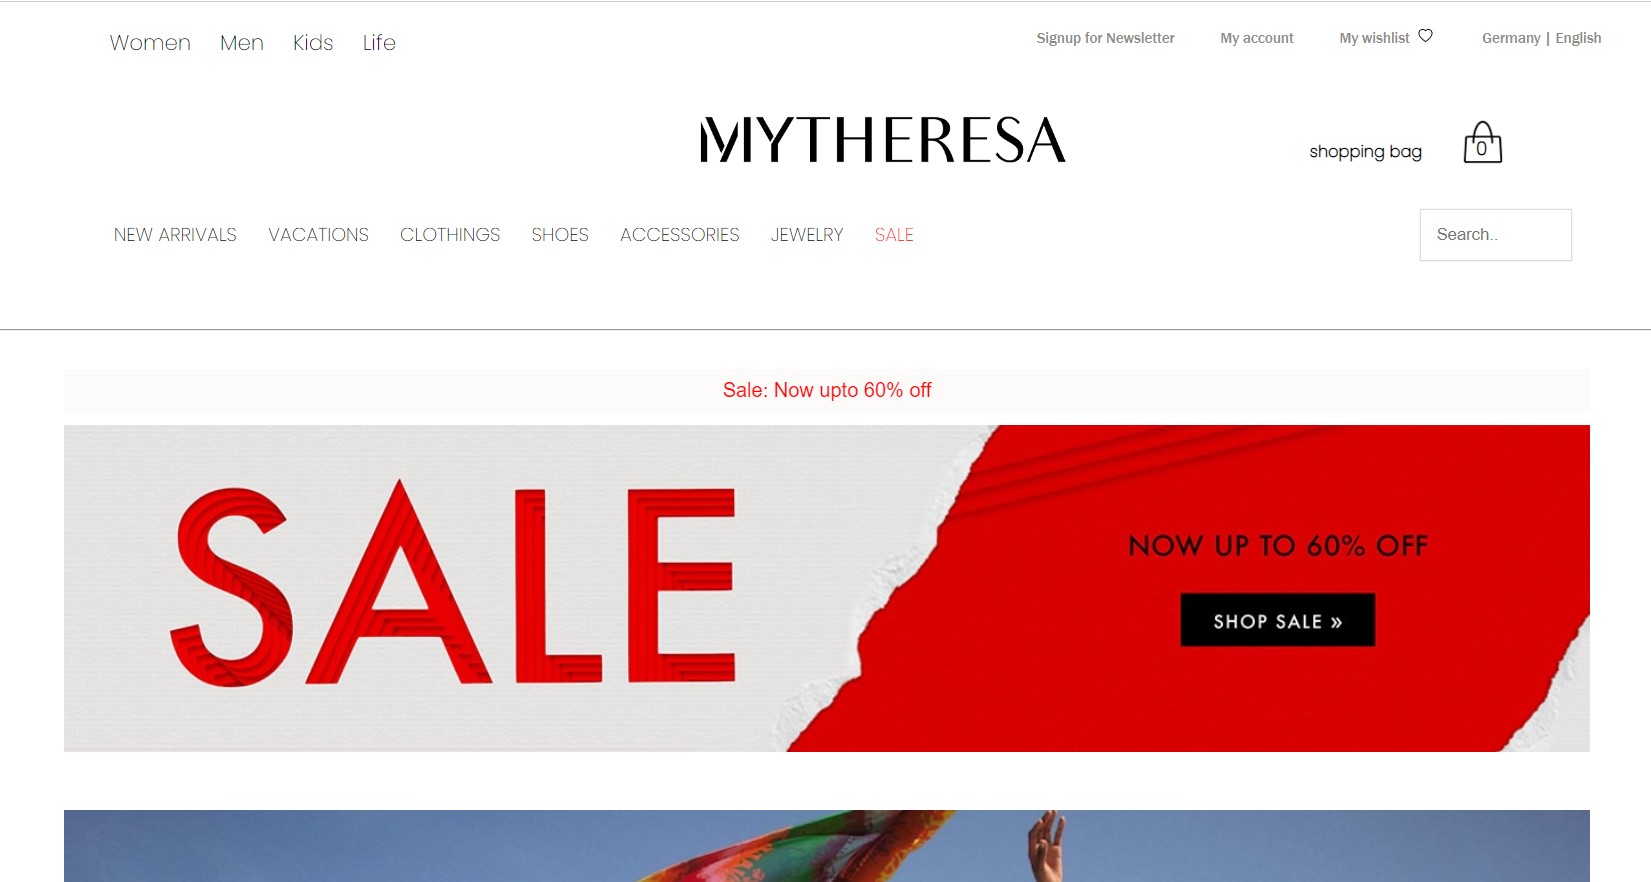 Women Men Kids Life
Signup for Newsletter My account My wishlist Germany | English
MYTHERESA
shopping bag 0
NEW ARRIVALS VACATIONS CLOTHINGS SHOES ACCESSORIES JEWELRY SALE
Search..
Sale: Now upto 60% off
SALE
NOW UP TO 60% OFF
SHOP SALE »